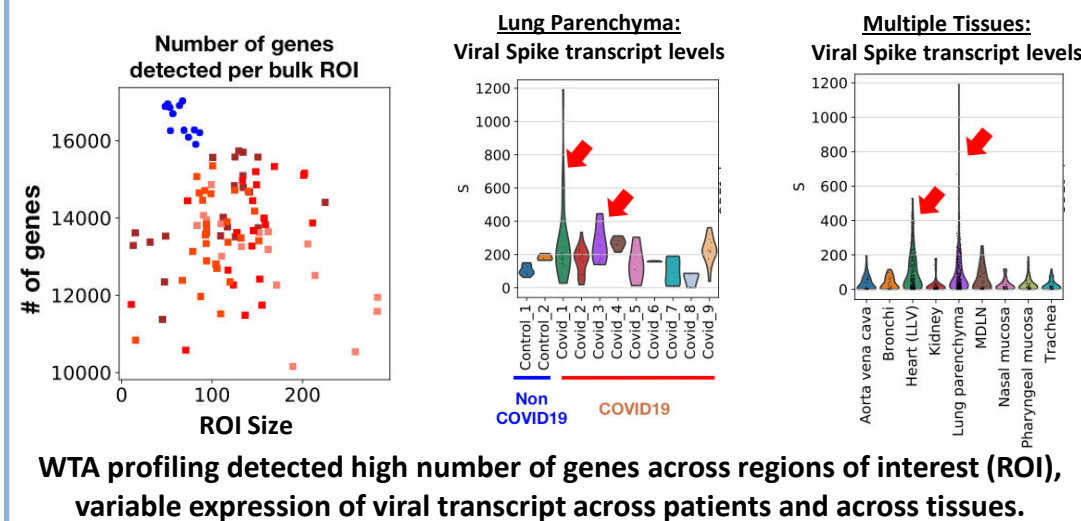 Number of genes
detected per bulk ROI
# of genes
16000
14000
12000
10000
0
100
200
ROI Size
Lung Parenchyma:
Viral Spike transcript levels
S
1200
1000
800
600
400
200
0
Control_1
Control_2
Covid_1
Covid_2
Covid_3
Covid_4
Covid_5
Covid_6
Covid_7
Covid_8
Covid_9
Non
COVID19
COVID19
Multiple Tissues:
Viral Spike transcript levels
S
1200
1000
800
600
400
200
0
Aorta vena cava
Bronchi
Heart (LLV)
Kidney
Lung parenchyma
MDLN
Nasal mucosa
Pharyngeal mucosa
Trachea
WTA profiling detected high number of genes across regions of interest (ROI),
variable expression of viral transcript across patients and across tissues.